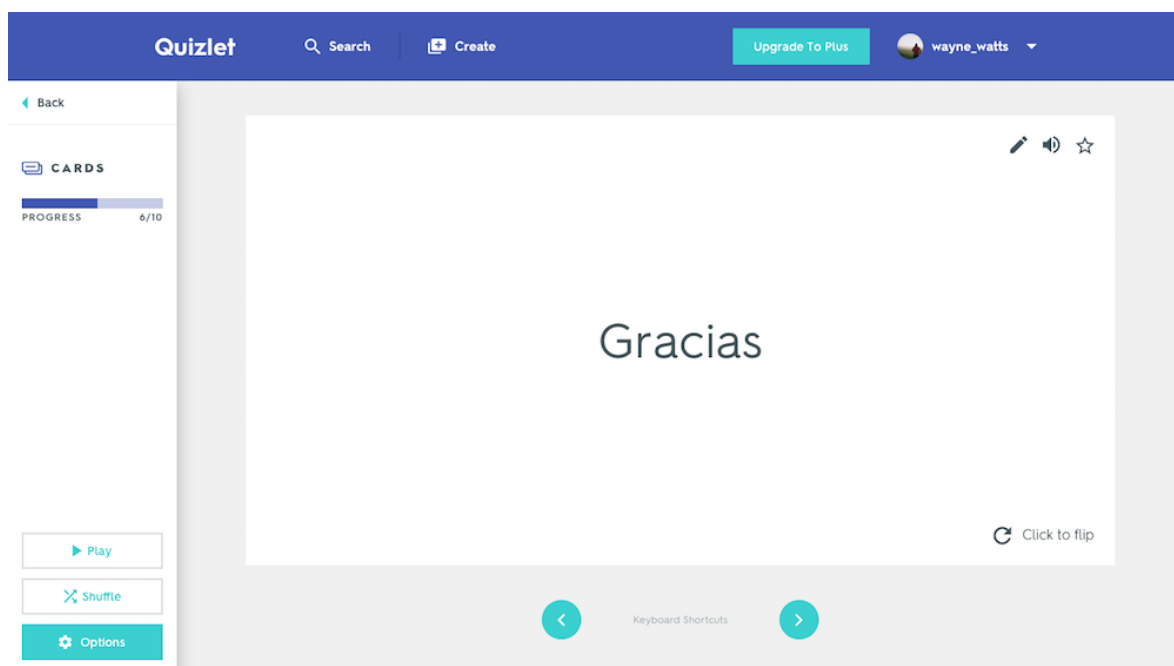 Quizlet
Search
Create
Upgrade To Plus
wayne_watts
Back
CARDS
PROGRESS 6/10
Gracias
Click to flip
Play
Shuffle
Options
Keyboard Shortcuts